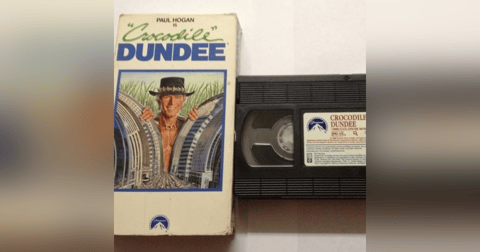 PAUL HOGAN
IS
"Crocodile"
DUNDEE
CROCODILE
DUNDEE